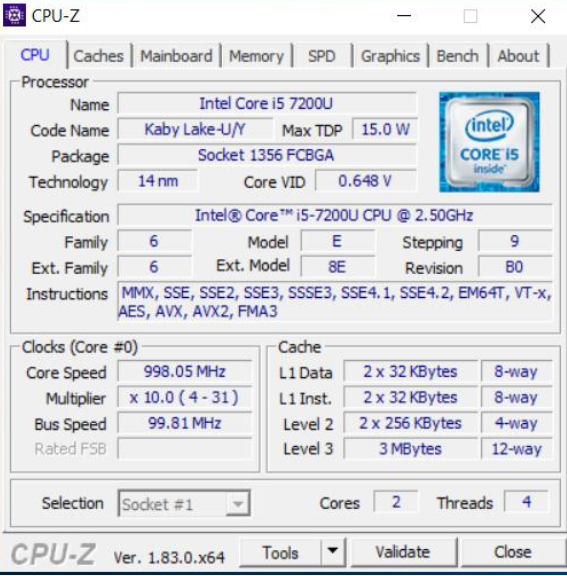 CPU-Z
CPU Caches Mainboard Memory SPD Graphics Bench About
Processor
Name Intel Core i5 7200U
Code Name Kaby Lake-U/Y Max TDP 15.0 W
Package Socket 1356 FCBGA
Technology 14 nm Core VID 0.648 V
intel
CORE i5
inside
Specification Intel® Core™ i5-7200U CPU @ 2.50GHz
Family 6 Model E Stepping 9
Ext. Family 6 Ext. Model 8E Revision B0
Instructions MMX, SSE, SSE2, SSE3, SSSE3, SSE4.1, SSE4.2, EM64T, VT-x,
AES, AVX, AVX2, FMA3
Clocks (Core #0)
Core Speed 998.05 MHz
Multiplier x 10.0 ( 4 - 31 )
Bus Speed 99.81 MHz
Rated FSB
Cache
L1 Data 2 x 32 KBytes 8-way
L1 Inst. 2 x 32 KBytes 8-way
Level 2 2 x 256 KBytes 4-way
Level 3 3 MBytes 12-way
Selection Socket #1 Cores 2 Threads 4
CPU-Z Ver. 1.83.0.x64 Tools Validate Close